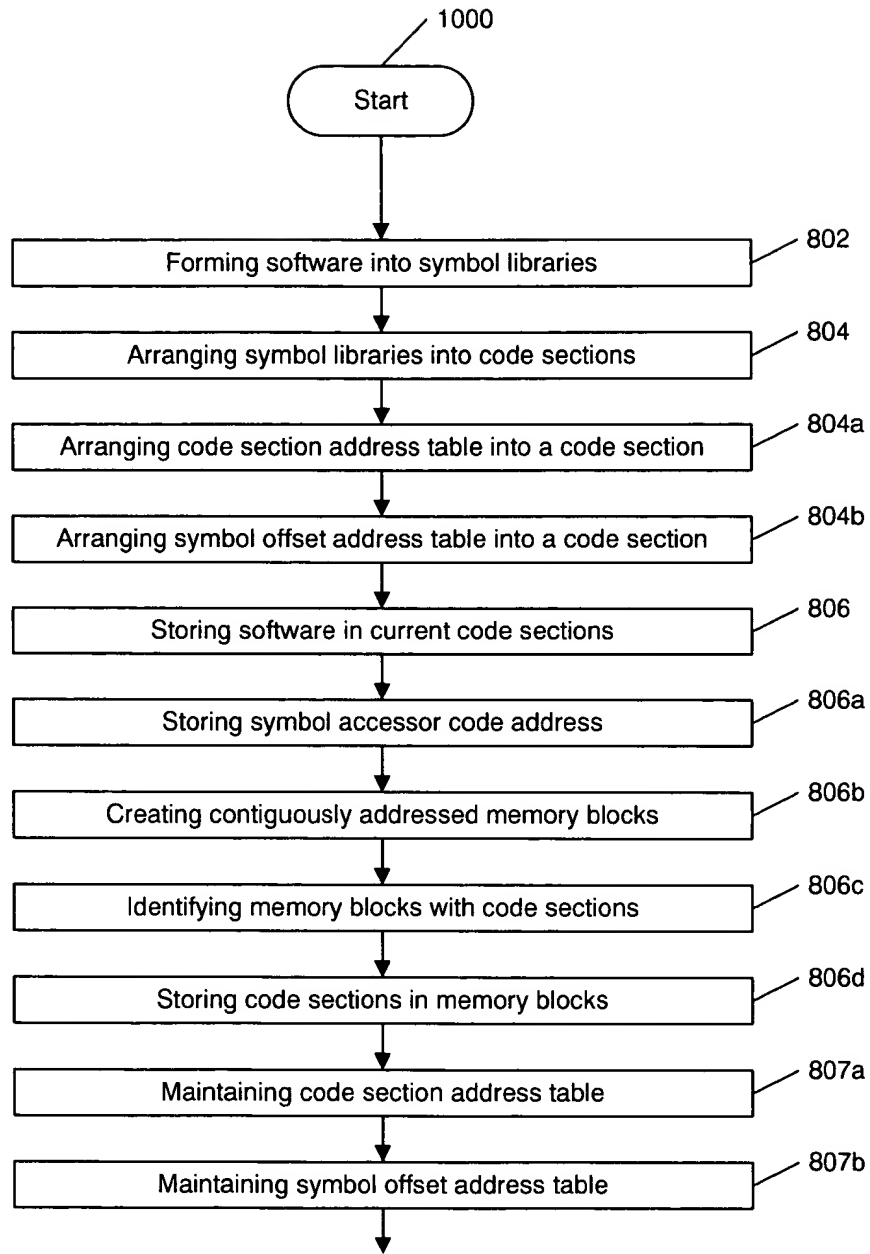 1000
Start
802
Forming software into symbol libraries
804
Arranging symbol libraries into code sections
804a
Arranging code section address table into a code section
804b
Arranging symbol offset address table into a code section
806
Storing software in current code sections
806a
Storing symbol accessor code address
806b
Creating contiguously addressed memory blocks
806c
Identifying memory blocks with code sections
806d
Storing code sections in memory blocks
807a
Maintaining code section address table
807b
Maintaining symbol offset address table